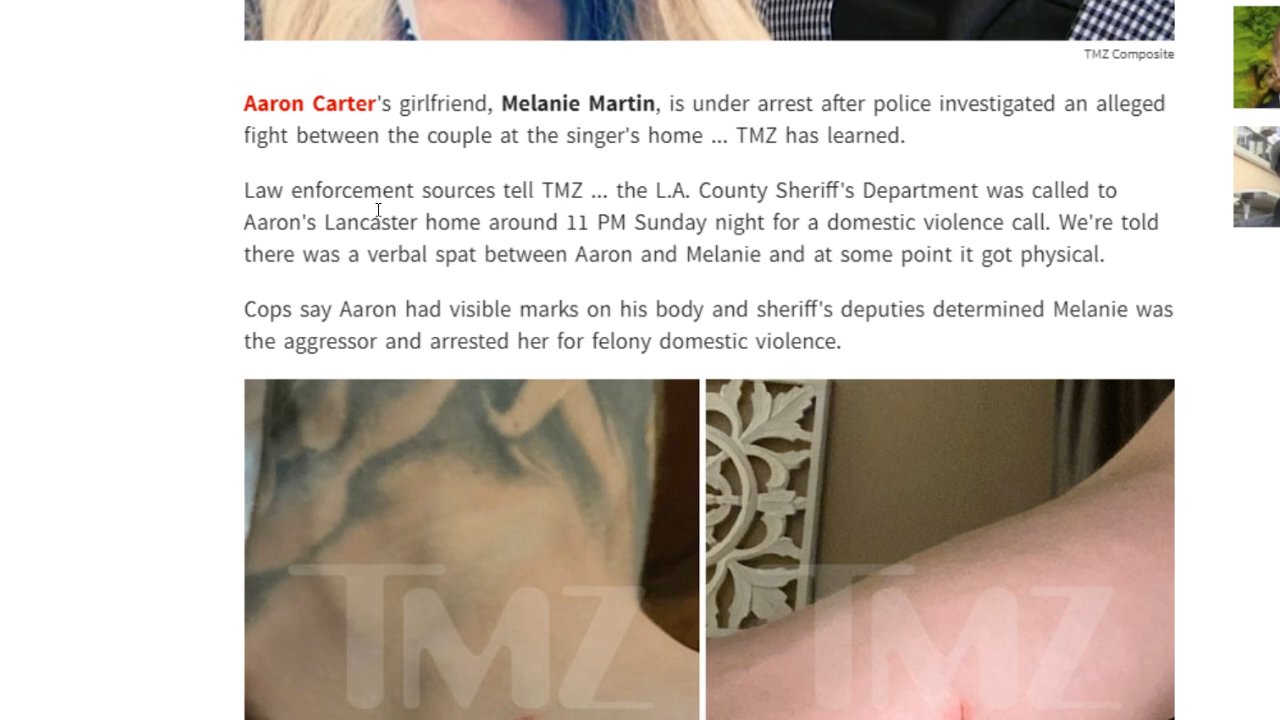 TMZ Composite
Aaron Carter's girlfriend, Melanie Martin, is under arrest after police investigated an alleged
fight between the couple at the singer's home ... TMZ has learned.
Law enforcement sources tell TMZ ... the L.A. County Sheriff's Department was called to
Aaron's Lancaster home around 11 PM Sunday night for a domestic violence call. We're told
there was a verbal spat between Aaron and Melanie and at some point it got physical.
Cops say Aaron had visible marks on his body and sheriff's deputies determined Melanie was
the aggressor and arrested her for felony domestic violence.
TMZ
TMZ